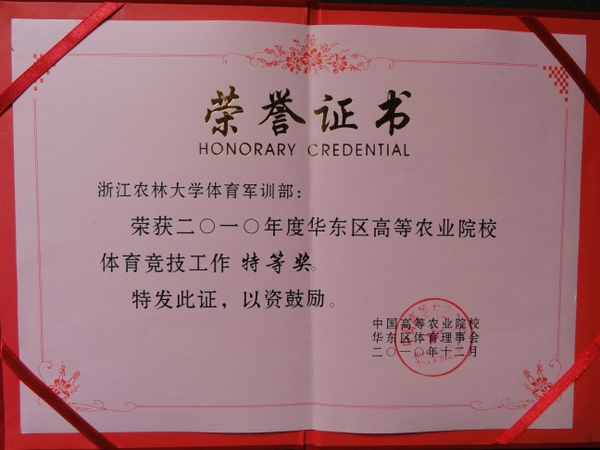 荣誉证书
HONORARY CREDENTIAL
浙江农林大学体育军训部：
荣获二〇一〇年度华东区高等农业院校
体育竞技工作 特等奖。
特发此证，以资鼓励。
中国高等农业院校
华东区体育理事会
二〇一〇年十二月